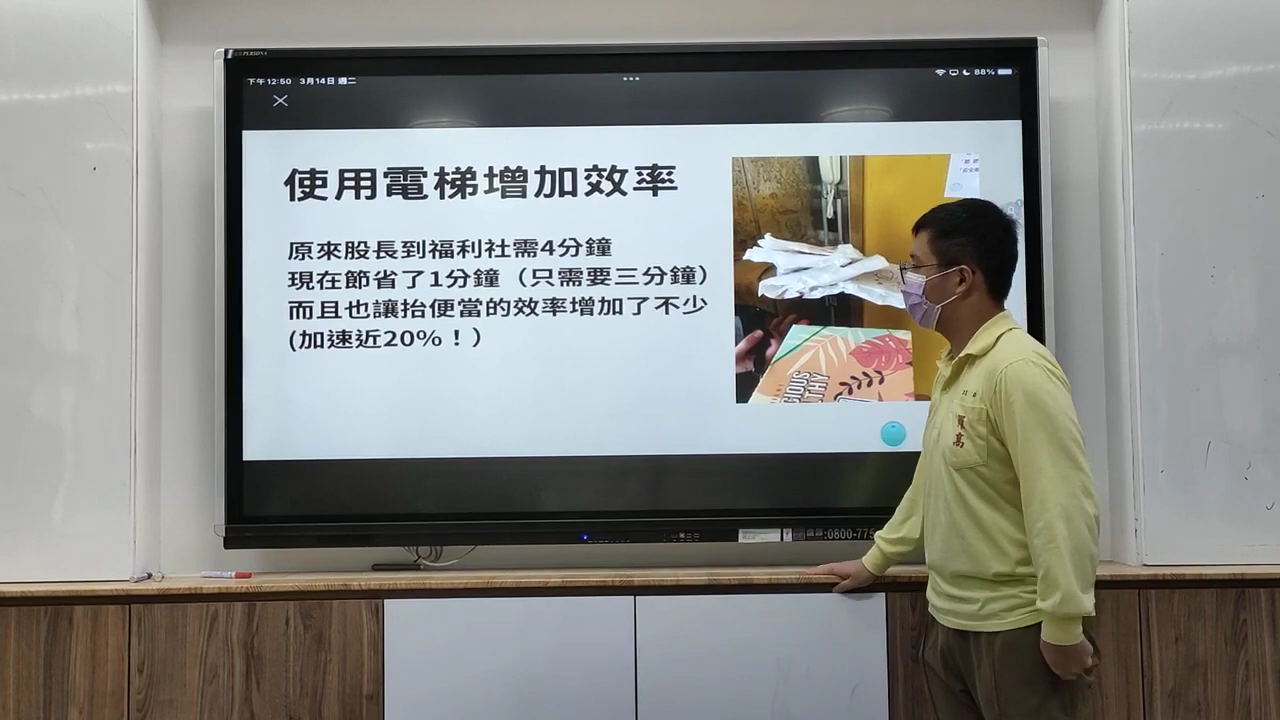 PERSONA
下午12:50 3月14日 週二
88%
使用電梯增加效率
原來股長到福利社需4分鐘
現在節省了1分鐘（只需要三分鐘）
而且也讓抬便當的效率增加了不少
(加速近20%！）
CIOUS
LTHY
:0800-775